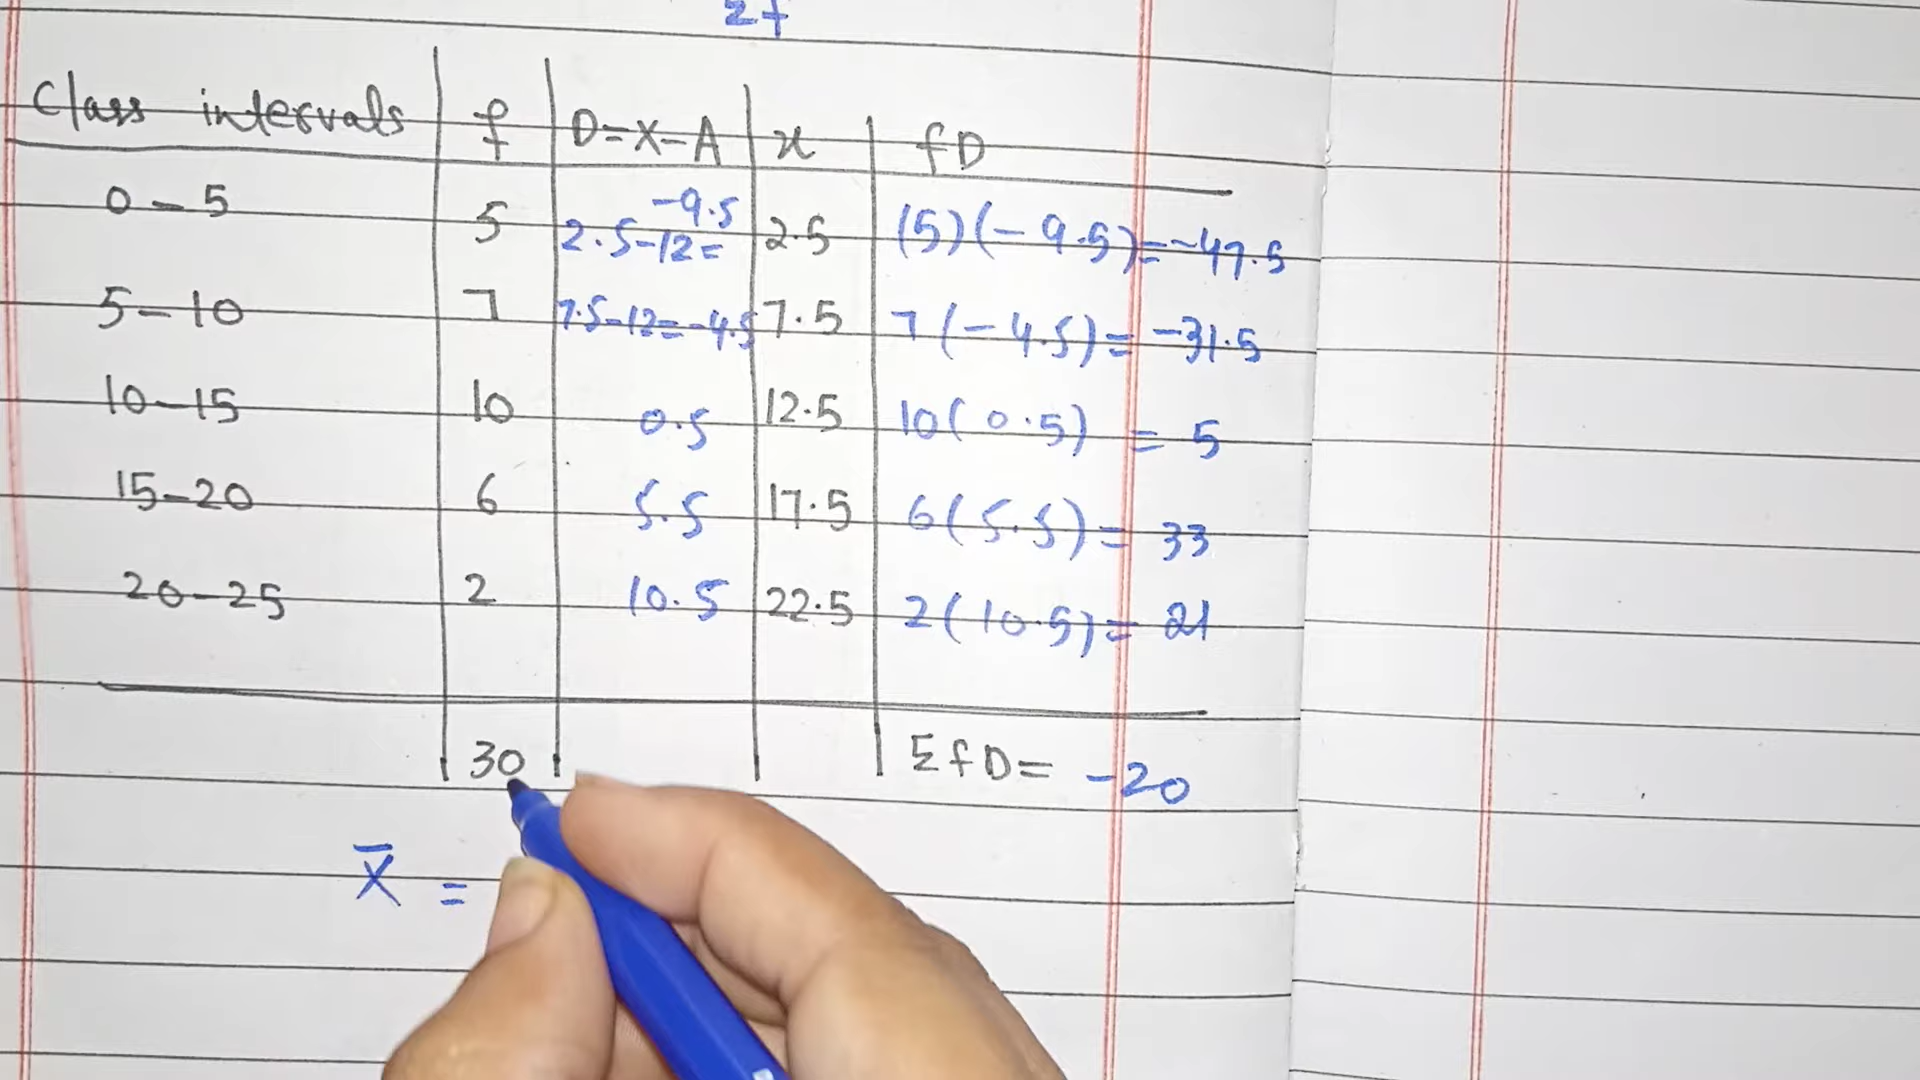 Σf
Class intervals f D=X-A x fD
0-5 5 2.5-12= -9.5 2.5 (5)(-9.5)=-47.5
5-10 7 7.5-12=-4.5 7.5 7(-4.5)=-31.5
10-15 10 0.5 12.5 10(0.5) = 5
15-20 6 5.5 17.5 6(5.5)= 33
20-25 2 10.5 22.5 2(10.5)= 21
30 ΣfD= -20
X̄ =